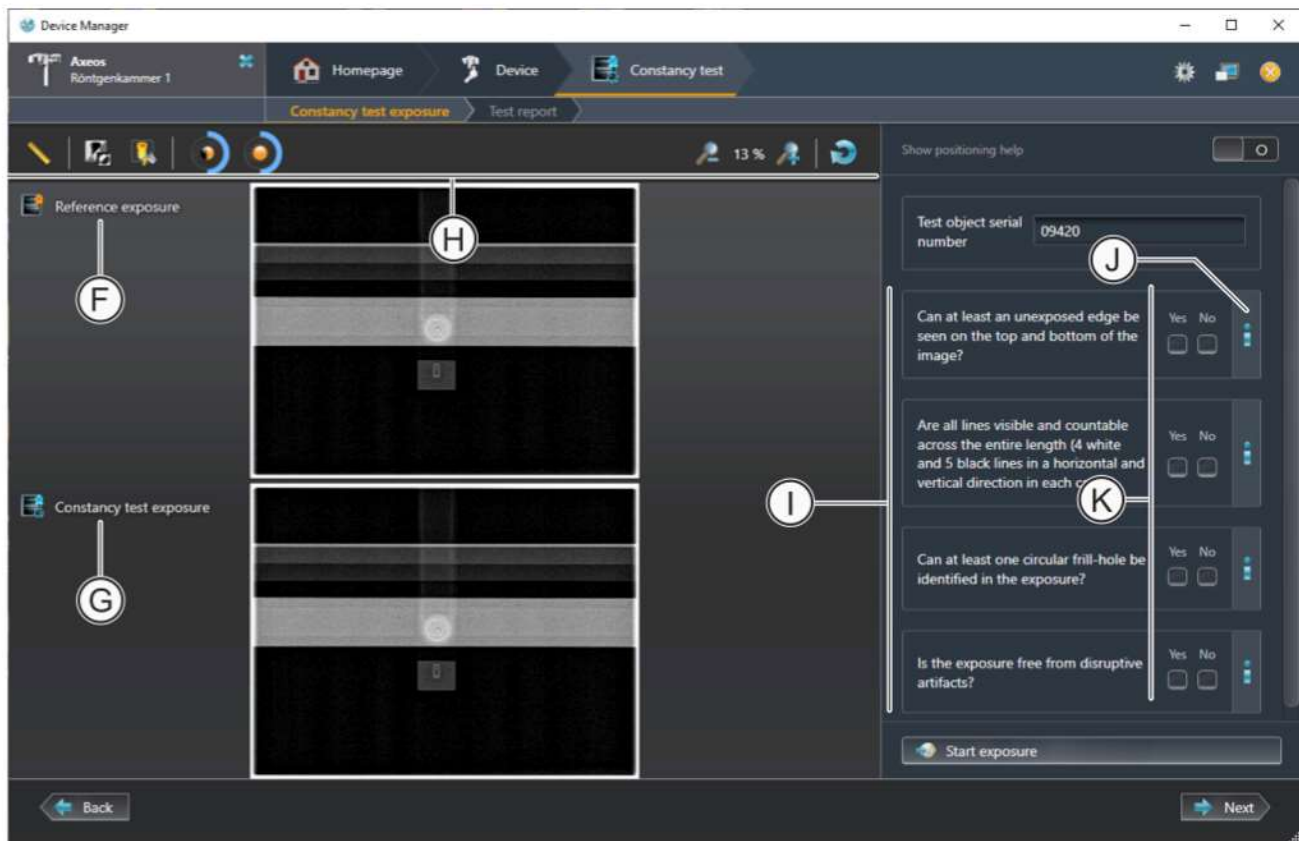 Device Manager
Axeos
Röntgenkammer 1
Homepage
Device
Constancy test
Constancy test exposure
Test report
13 %
Show positioning help
O
Reference exposure
F
H
Test object serial
number
09420
J
Can at least an unexposed edge be
seen on the top and bottom of the
image?
Yes No
Are all lines visible and countable
across the entire length (4 white
and 5 black lines in a horizontal and
vertical direction in each
Yes No
I
K
Constancy test exposure
G
Can at least one circular frill-hole be
identified in the exposure?
Yes No
Is the exposure free from disruptive
artifacts?
Yes No
Start exposure
Back
Next